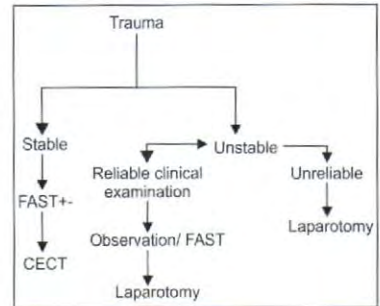 Trauma
Stable
Unstable
Reliable clinical
examination
Unreliable
FAST+-
Observation/ FAST
Laparotomy
CECT
Laparotomy